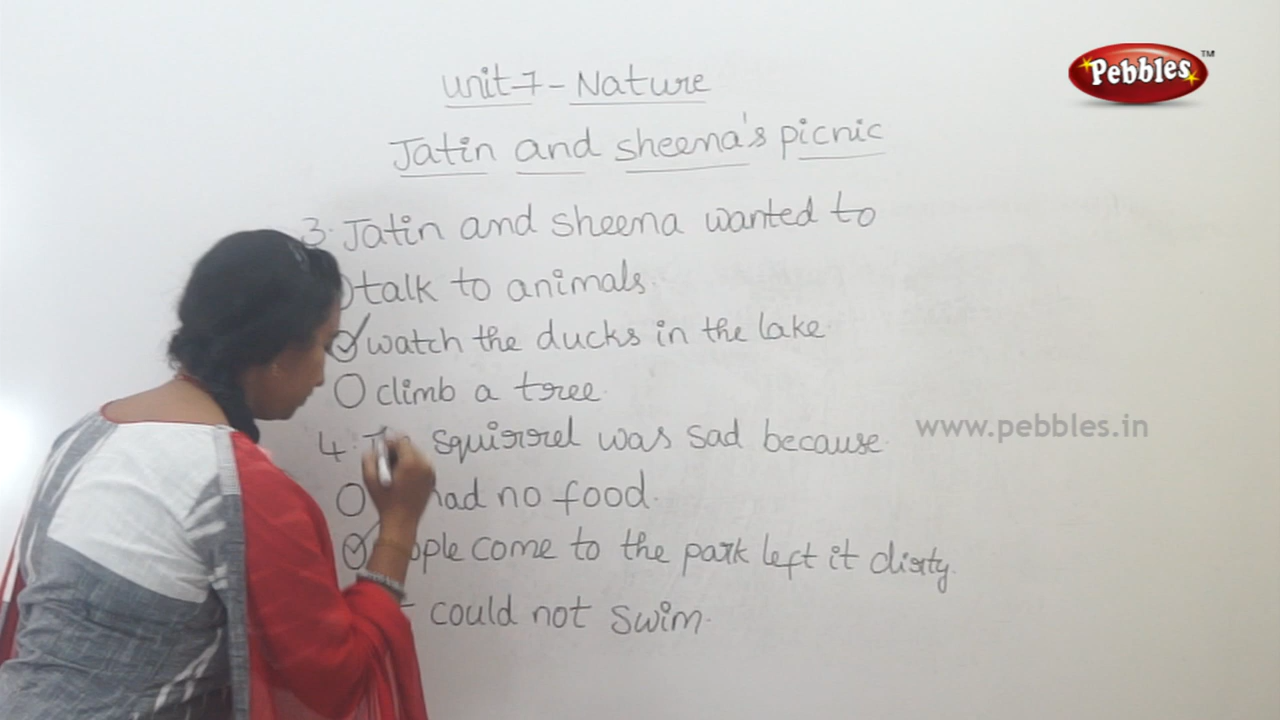 Unit-7-Nature
Pebbles TM
Jatin and sheena's picnic
3. Jatin and sheena wanted to
talk to animals.
watch the ducks in the lake.
climb a tree.
4. squirrel was sad because.
www.pebbles.in
had no food.
come to the park left it dirty.
could not swim.